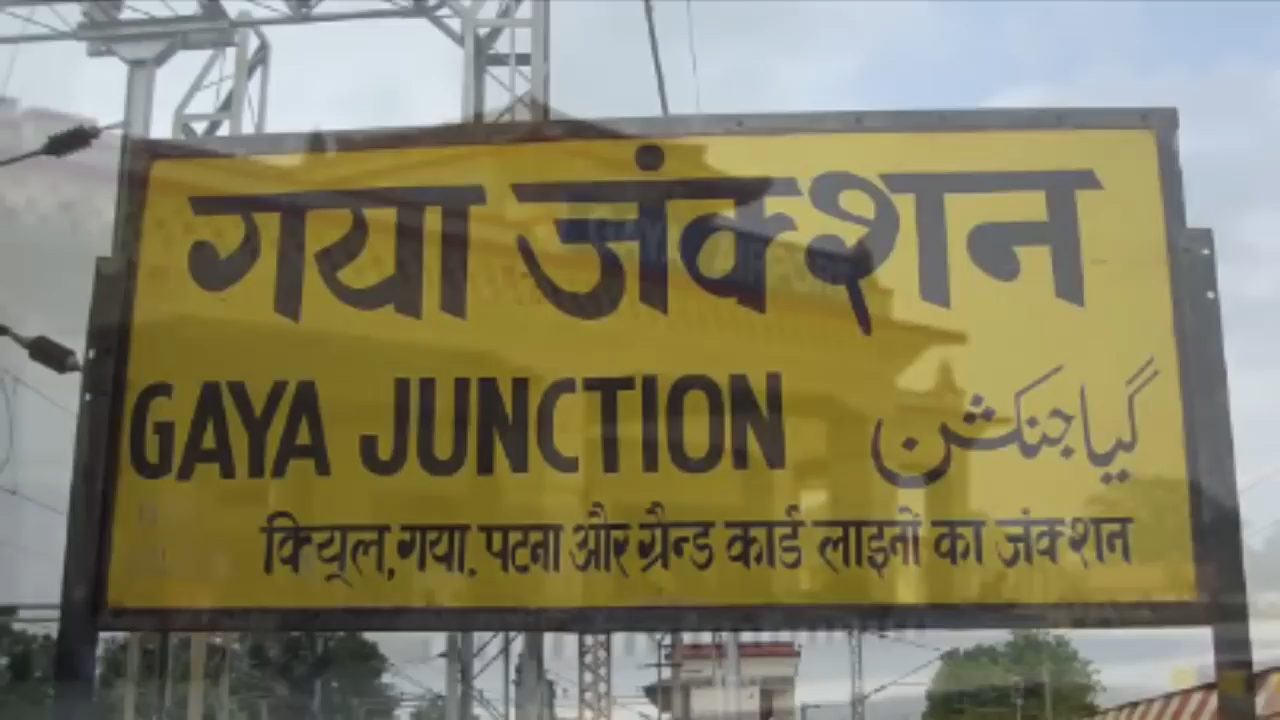 गया जंक्शन
GAYA JUNCTION گیا جنکشن
कियूल, गया, पटना और ग्रैन्ड कार्ड लाइनों का जंक्शन